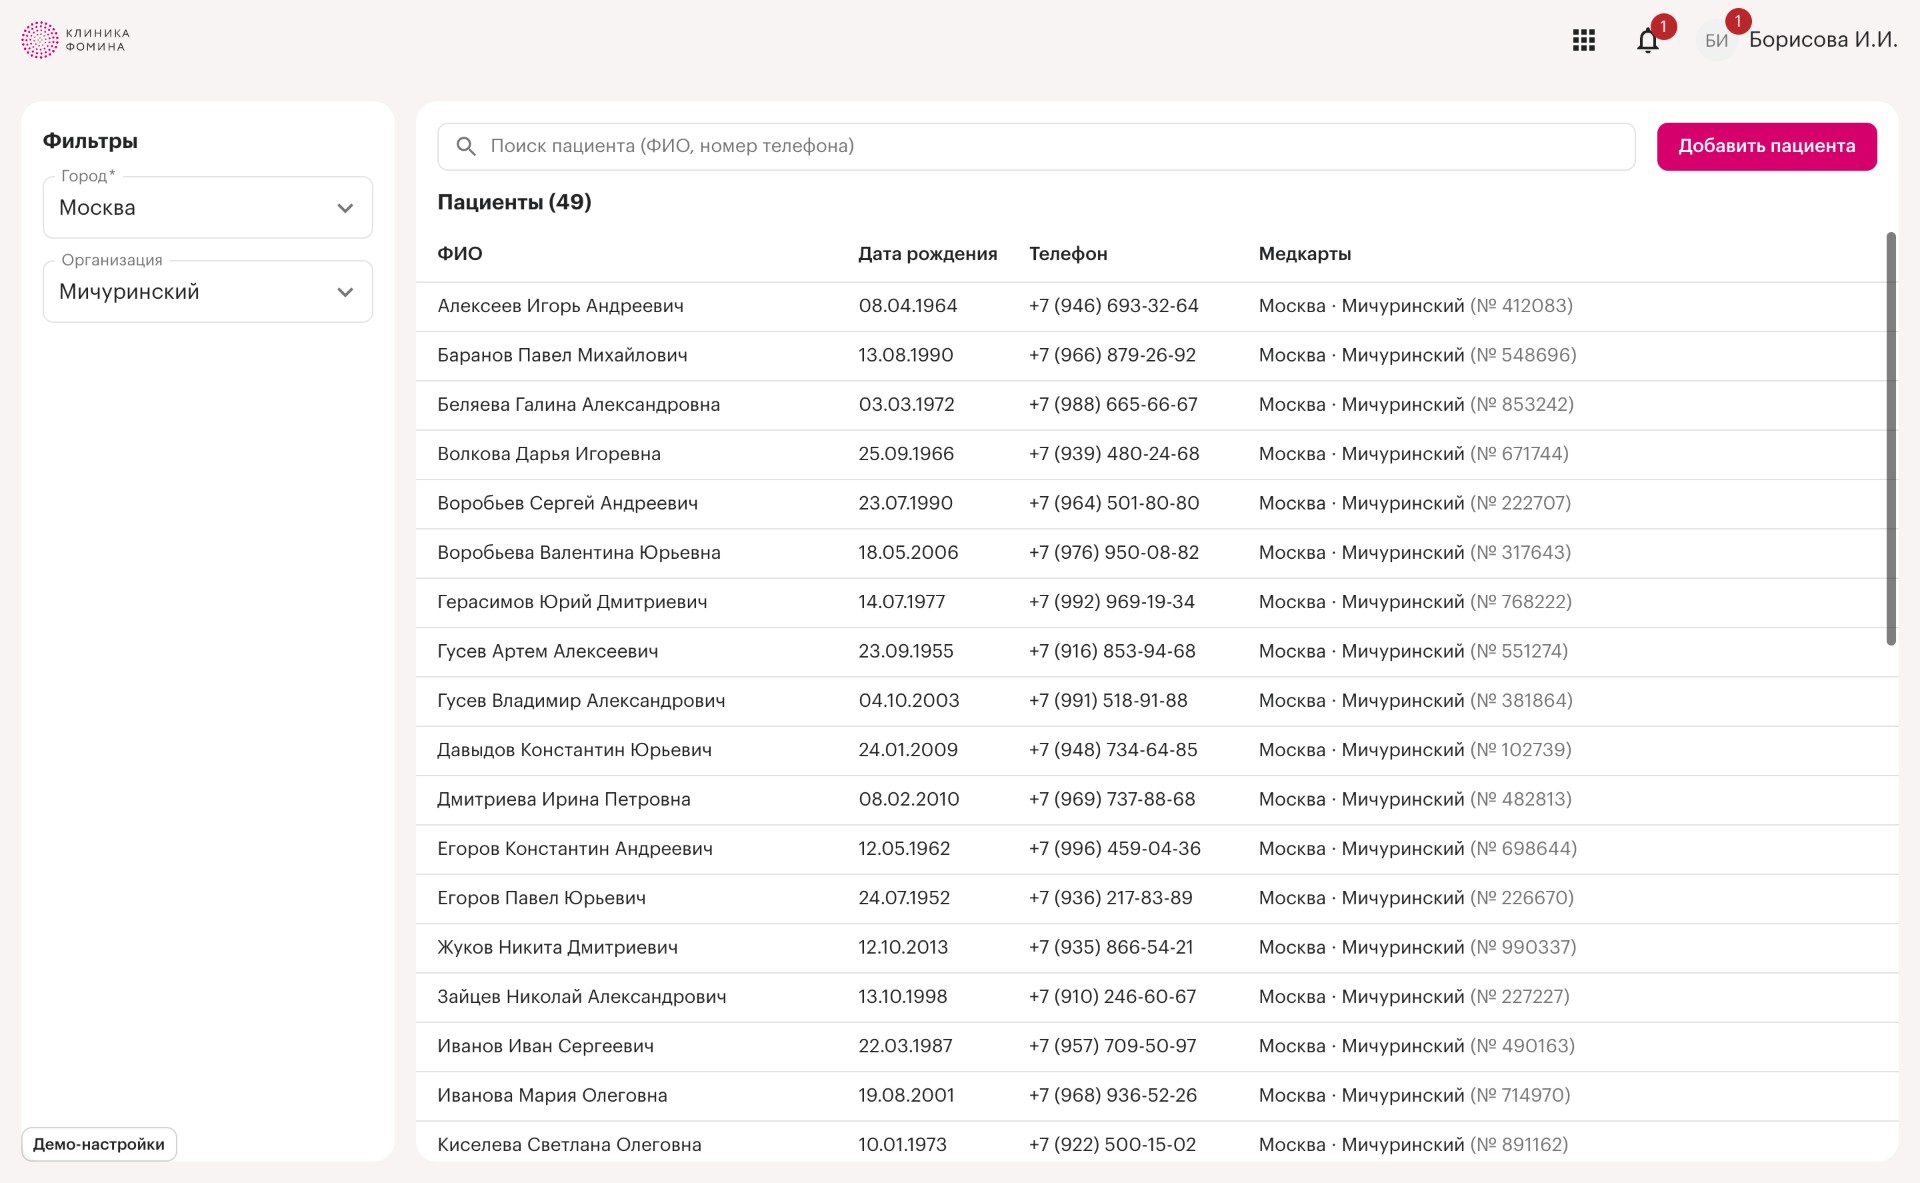 КЛИНИКА
ФОМИНА
1
БИ
1
Борисова И.И.
Фильтры
Город*
Москва
Организация
Мичуринский
Демо-настройки
Поиск пациента (ФИО, номер телефона)
Добавить пациента
Пациенты (49)
ФИО Дата рождения Телефон Медкарты
Алексеев Игорь Андреевич 08.04.1964 +7 (946) 693-32-64 Москва · Мичуринский (№ 412083)
Баранов Павел Михайлович 13.08.1990 +7 (966) 879-26-92 Москва · Мичуринский (№ 548696)
Беляева Галина Александровна 03.03.1972 +7 (988) 665-66-67 Москва · Мичуринский (№ 853242)
Волкова Дарья Игоревна 25.09.1966 +7 (939) 480-24-68 Москва · Мичуринский (№ 671744)
Воробьев Сергей Андреевич 23.07.1990 +7 (964) 501-80-80 Москва · Мичуринский (№ 222707)
Воробьева Валентина Юрьевна 18.05.2006 +7 (976) 950-08-82 Москва · Мичуринский (№ 317643)
Герасимов Юрий Дмитриевич 14.07.1977 +7 (992) 969-19-34 Москва · Мичуринский (№ 768222)
Гусев Артем Алексеевич 23.09.1955 +7 (916) 853-94-68 Москва · Мичуринский (№ 551274)
Гусев Владимир Александрович 04.10.2003 +7 (991) 518-91-88 Москва · Мичуринский (№ 381864)
Давыдов Константин Юрьевич 24.01.2009 +7 (948) 734-64-85 Москва · Мичуринский (№ 102739)
Дмитриева Ирина Петровна 08.02.2010 +7 (969) 737-88-68 Москва · Мичуринский (№ 482813)
Егоров Константин Андреевич 12.05.1962 +7 (996) 459-04-36 Москва · Мичуринский (№ 698644)
Егоров Павел Юрьевич 24.07.1952 +7 (936) 217-83-89 Москва · Мичуринский (№ 226670)
Жуков Никита Дмитриевич 12.10.2013 +7 (935) 866-54-21 Москва · Мичуринский (№ 990337)
Зайцев Николай Александрович 13.10.1998 +7 (910) 246-60-67 Москва · Мичуринский (№ 227227)
Иванов Иван Сергеевич 22.03.1987 +7 (957) 709-50-97 Москва · Мичуринский (№ 490163)
Иванова Мария Олеговна 19.08.2001 +7 (968) 936-52-26 Москва · Мичуринский (№ 714970)
Киселева Светлана Олеговна 10.01.1973 +7 (922) 500-15-02 Москва · Мичуринский (№ 891162)